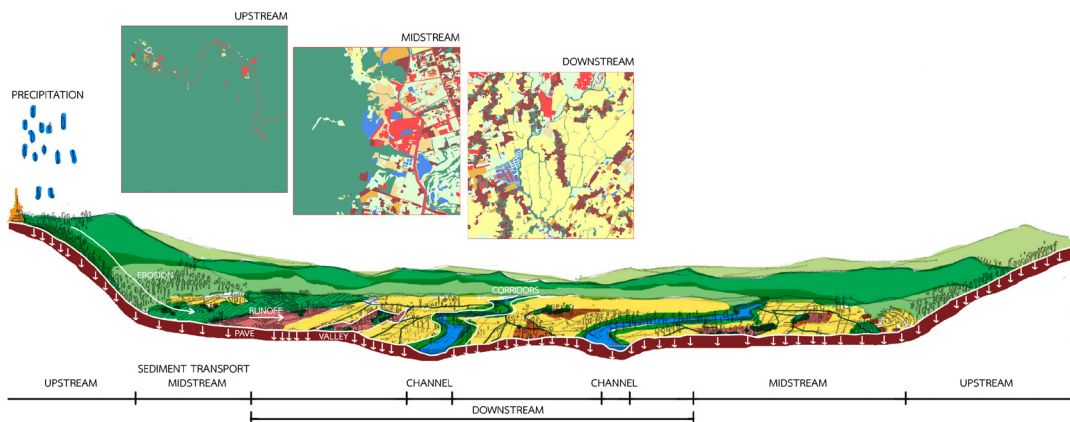 UPSTREAM
MIDSTREAM
DOWNSTREAM
PRECIPITATION
EROSION
CORRIDORS
RUNOFF
PAVE
VALLEY
SEDIMENT TRANSPORT
UPSTREAM
MIDSTREAM
CHANNEL
CHANNEL
MIDSTREAM
UPSTREAM
DOWNSTREAM